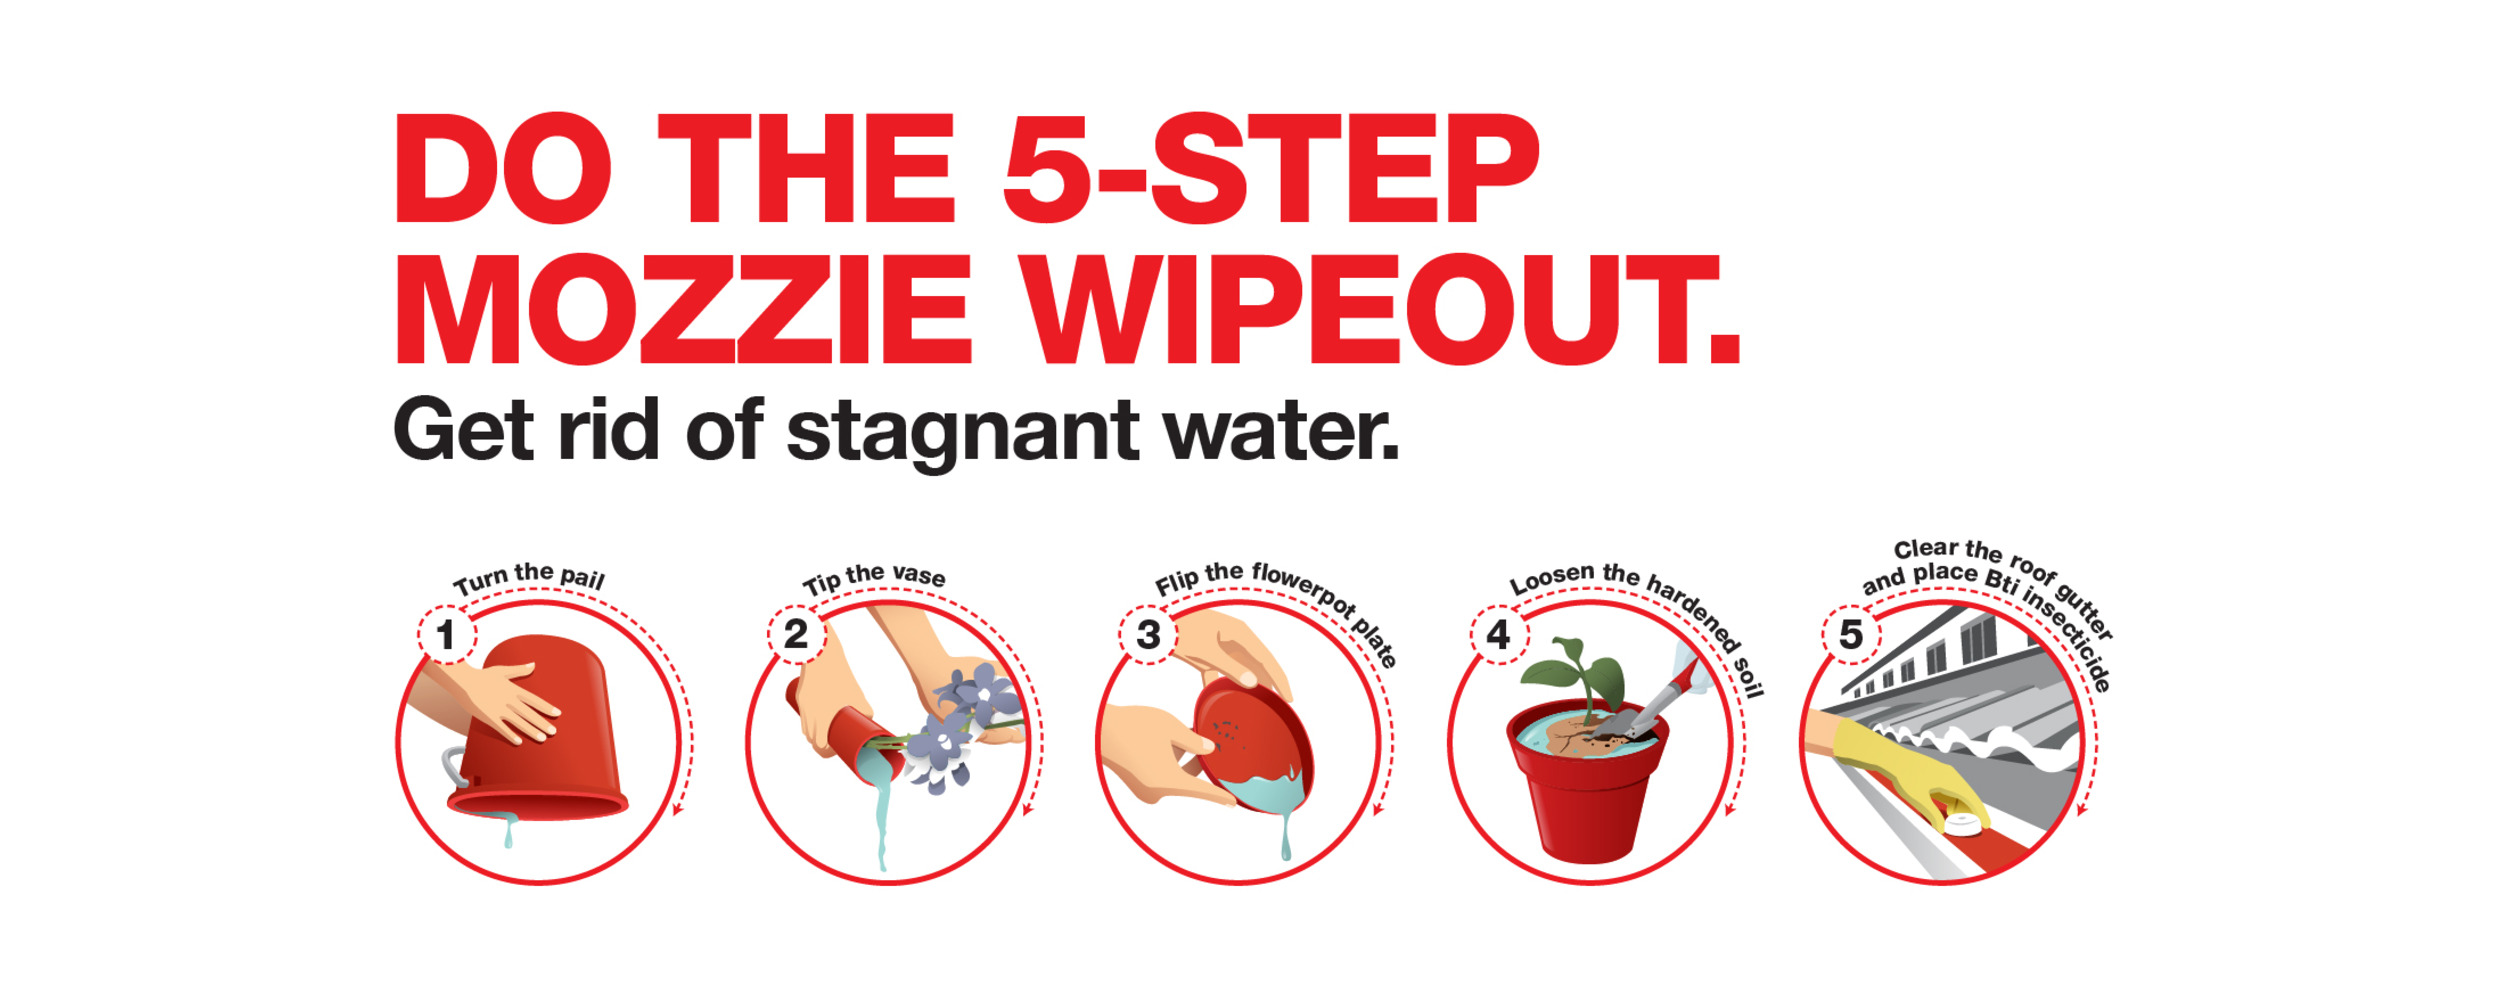 DO THE 5-STEP
MOZZIE WIPEOUT.
Get rid of stagnant water.
1
Turn the pail
2
Tip the vase
3
Flip the flowerpot plate
4
Loosen the hardened soil
5
Clear the roof gutter
and place Bti insecticide